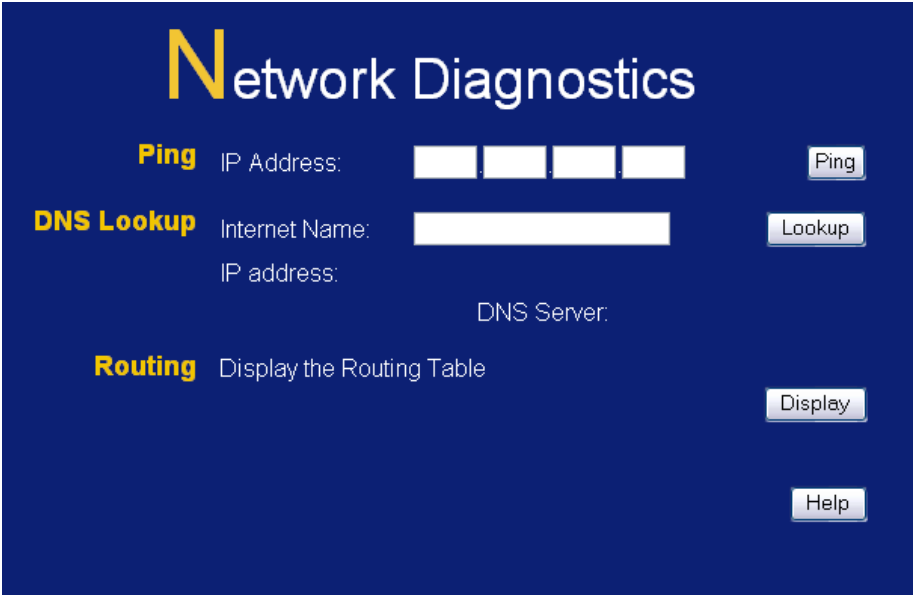 Network Diagnostics
Ping IP Address: . . . Ping
DNS Lookup Internet Name: Lookup
IP address:
DNS Server:
Routing Display the Routing Table
Display
Help